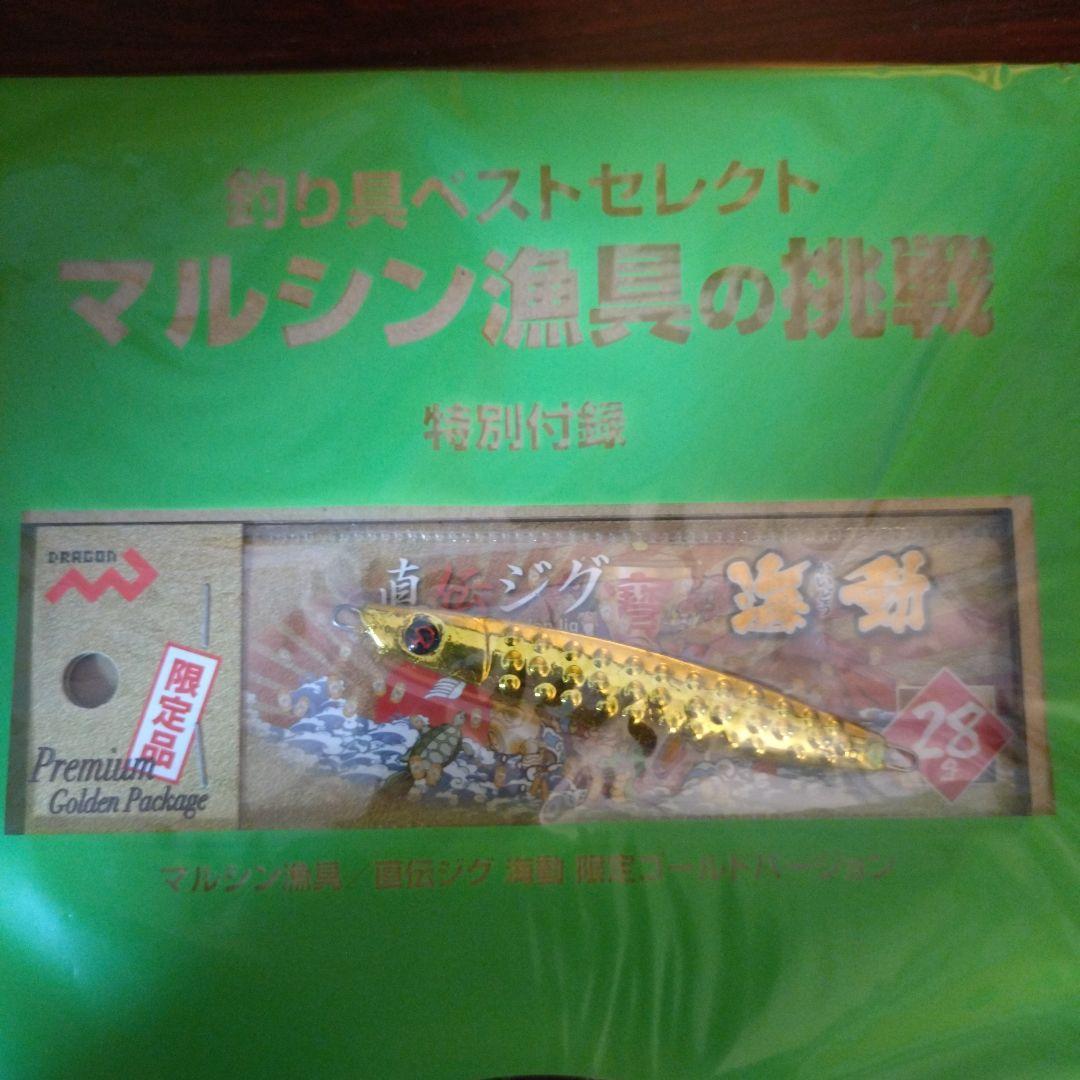 釣り具ベストセレクト
マルシン漁具の挑戦
特別付録
DRAGON
直伝ジグ
海動
限定品
28g
Premium
Golden Package
マルシン漁具/直伝ジグ 海動 限定ゴールドバージョン